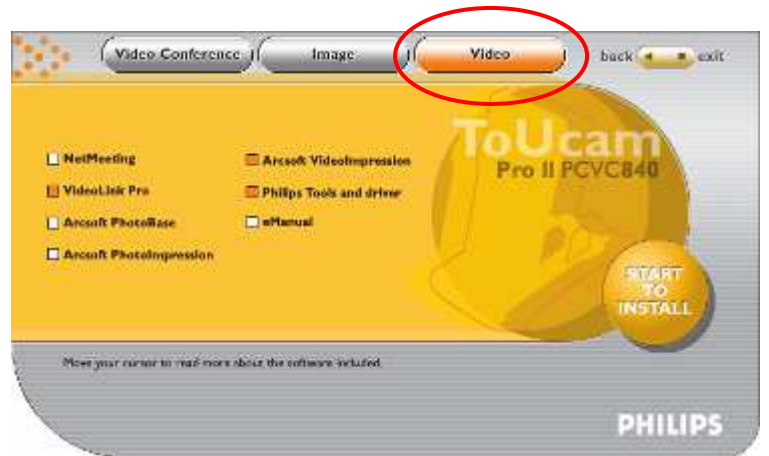 Video Conference
Image
Video
back
exit
ToUcam
Pro II PCVC840
NetMeeting
VideoLink Pro
Arcsoft PhotoBase
Arcsoft PhotoImpression
Arcsoft VideoImpression
Philips Tools and driver
eManual
START
TO
INSTALL
Move your cursor to read more about the software included.
PHILIPS